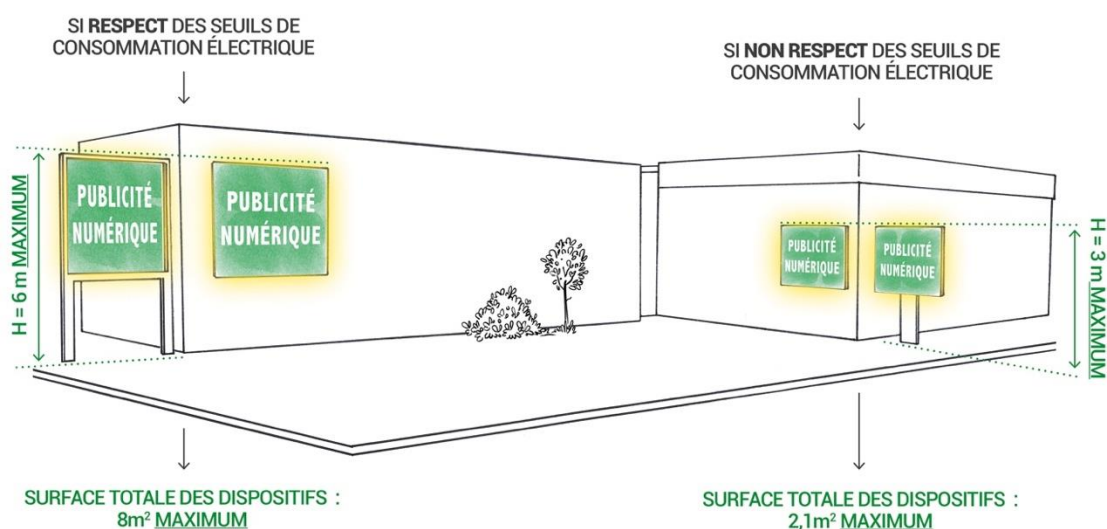 SI RESPECT DES SEUILS DE
CONSOMMATION ÉLECTRIQUE
SI NON RESPECT DES SEUILS DE
CONSOMMATION ÉLECTRIQUE
H = 6 m MAXIMUM
PUBLICITÉ
NUMÉRIQUE
PUBLICITÉ
NUMÉRIQUE
PUBLICITÉ
NUMÉRIQUE
PUBLICITÉ
NUMÉRIQUE
H = 3 m MAXIMUM
SURFACE TOTALE DES DISPOSITIFS :
8m² MAXIMUM
SURFACE TOTALE DES DISPOSITIFS :
2,1m² MAXIMUM